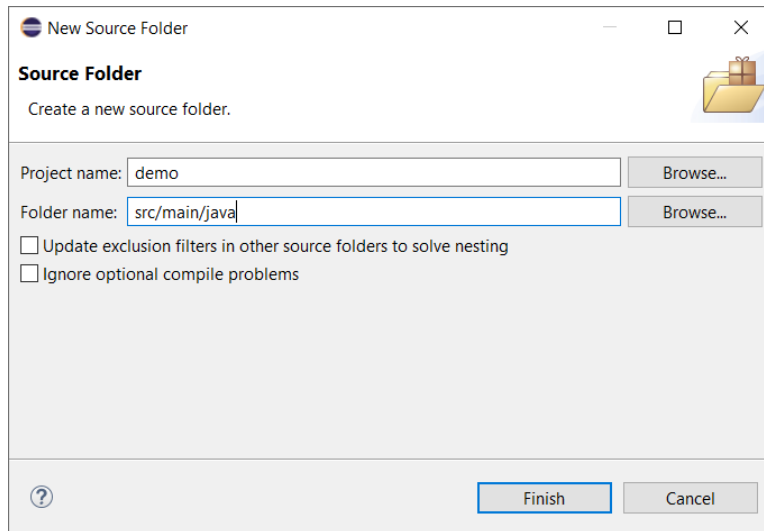 New Source Folder
Source Folder
Create a new source folder.
Project name: demo Browse...
Folder name: src/main/java Browse...
Update exclusion filters in other source folders to solve nesting
Ignore optional compile problems
? Finish Cancel